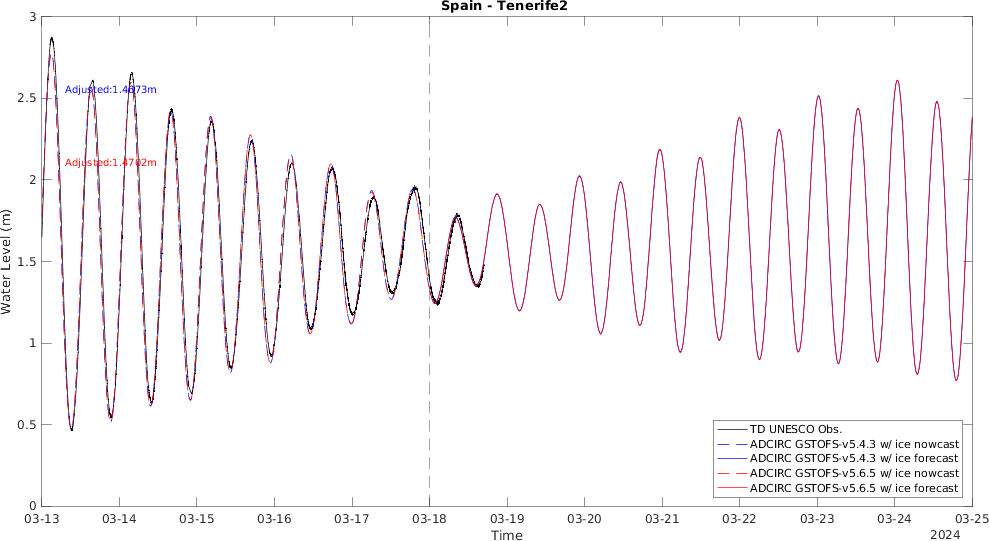 Spain - Tenerife2
3
2.5
2
1.5
1
0.5
0
Water Level (m)
Adjusted:1.4673m
Adjusted:1.4702m
TD UNESCO Obs.
ADCIRC GSTOFS-v5.4.3 w/ ice nowcast
ADCIRC GSTOFS-v5.4.3 w/ ice forecast
ADCIRC GSTOFS-v5.6.5 w/ ice nowcast
ADCIRC GSTOFS-v5.6.5 w/ ice forecast
03-13 03-14 03-15 03-16 03-17 03-18 03-19 03-20 03-21 03-22 03-23 03-24 03-25
Time
2024